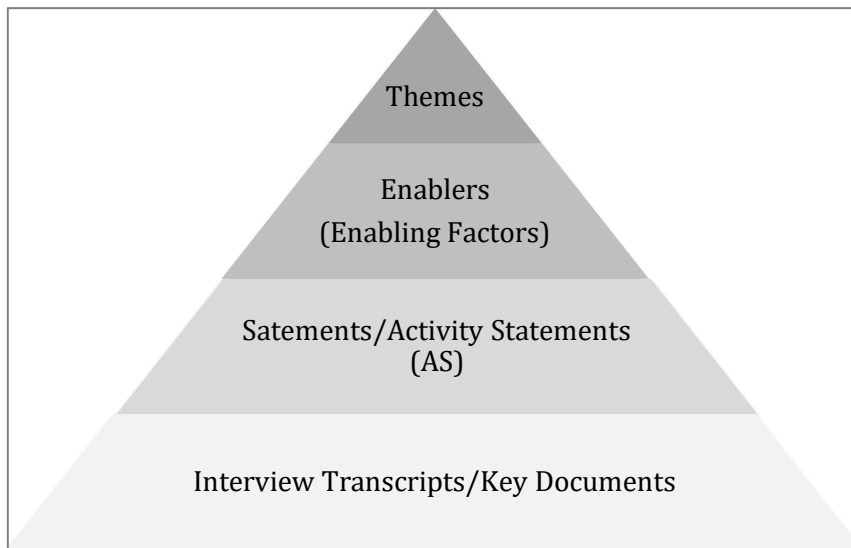 Themes
Enablers
(Enabling Factors)
Satements/Activity Statements
(AS)
Interview Transcripts/Key Documents